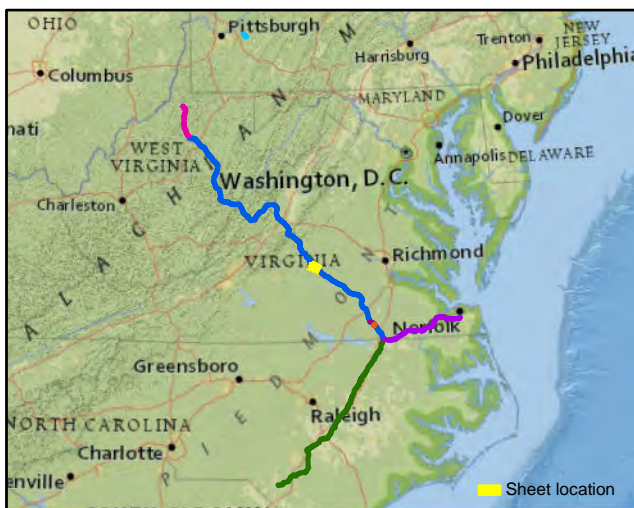 OHIO
Pittsburgh
M
Harrisburg
Trenton
NEW
JERSEY
Columbus
Philadelphia
MARYLAND
nati
N
Dover
A
WEST
VIRGINIA
I
Annapolis
DELAWARE
L
Washington, D.C.
Charleston
H
C
T
A
N
Richmond
L
VIRGINIA
O
A
M
Norfolk
Greensboro
D
E
Raleigh
NORTH CAROLINA
I
Charlotte
P
enville
Sheet location